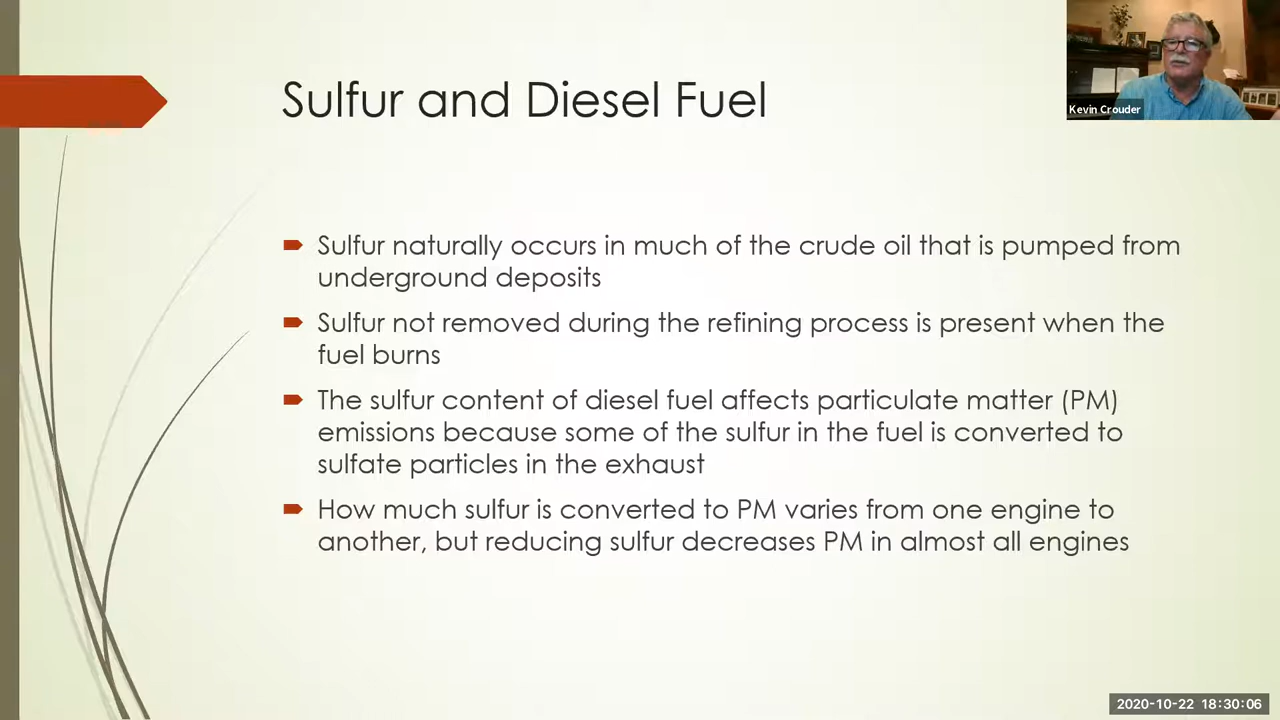 Sulfur and Diesel Fuel
Kevin Crouder
Sulfur naturally occurs in much of the crude oil that is pumped from
underground deposits
Sulfur not removed during the refining process is present when the
fuel burns
The sulfur content of diesel fuel affects particulate matter (PM)
emissions because some of the sulfur in the fuel is converted to
sulfate particles in the exhaust
How much sulfur is converted to PM varies from one engine to
another, but reducing sulfur decreases PM in almost all engines
2020-10-22 18:30:06